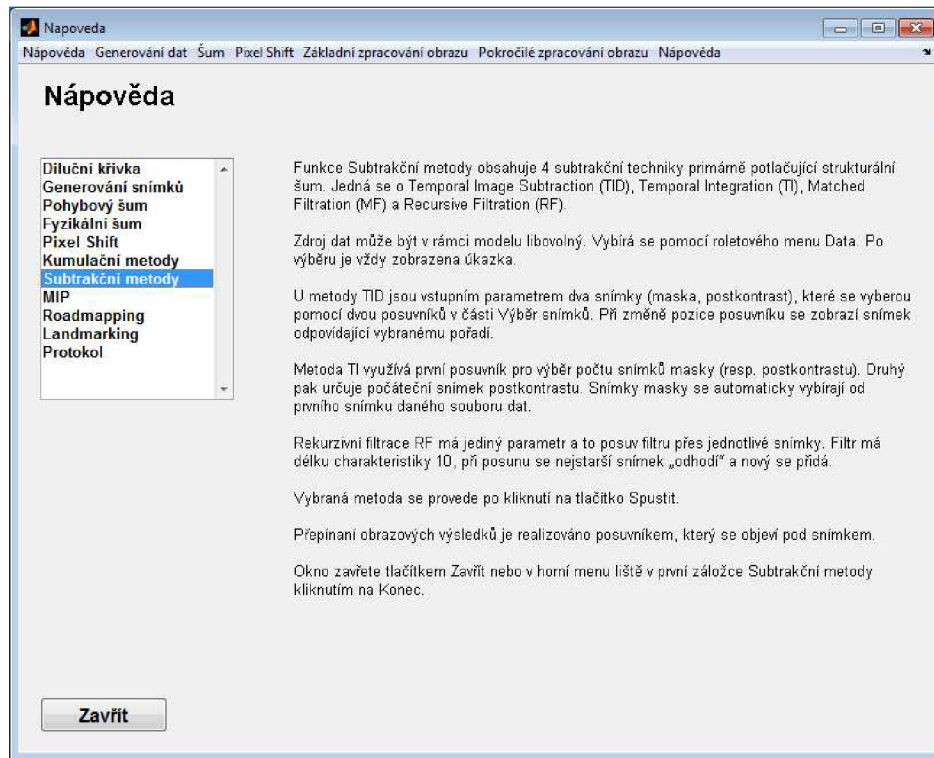 Napoveda
Nápověda Generování dat Šum Pixel Shift Základní zpracování obrazu Pokročilé zpracování obrazu Nápověda
Nápověda
Diluční křivka
Generování snímků
Pohybový šum
Fyzikální šum
Pixel Shift
Kumulační metody
Subtrakční metody
MIP
Roadmapping
Landmarking
Protokol
Funkce Subtrakční metody obsahuje 4 subtrakční techniky primárně potlačující strukturální
šum. Jedná se o Temporal Image Subtraction (TID), Temporal Integration (TI), Matched
Filtration (MF) a Recursive Filtration (RF).
Zdroj dat může být v rámci modelu libovolný. Vybírá se pomocí roletového menu Data. Po
výběru je vždy zobrazena úkazka.
U metody TID jsou vstupním parametrem dva snímky (maska, postkontrast), které se vyberou
pomocí dvou posuvníků v části Výběr snímků. Při změně pozice posuvníku se zobrazí snímek
odpovídající vybranému pořadí.
Metoda TI využívá první posuvník pro výběr počtu snímků masky (resp. postkontrastu). Druhý
pak určuje počáteční snímek postkontrastu. Snímky masky se automaticky vybírají od
prvního snímku daného souboru dat.
Rekurzivní filtrace RF má jediný parametr a to posuv filtru přes jednotlivé snímky. Filtr má
délku charakteristiky 10, při posunu se nejstarší snímek „odhodí" a nový se přidá.
Vybraná metoda se provede po kliknutí na tlačítko Spustit.
Přepínaní obrazových výsledků je realizováno posuvníkem, který se objeví pod snímkem.
Okno zavřete tlačítkem Zavřít nebo v horní menu liště v první záložce Subtrakční metody
kliknutím na Konec.
Zavřít